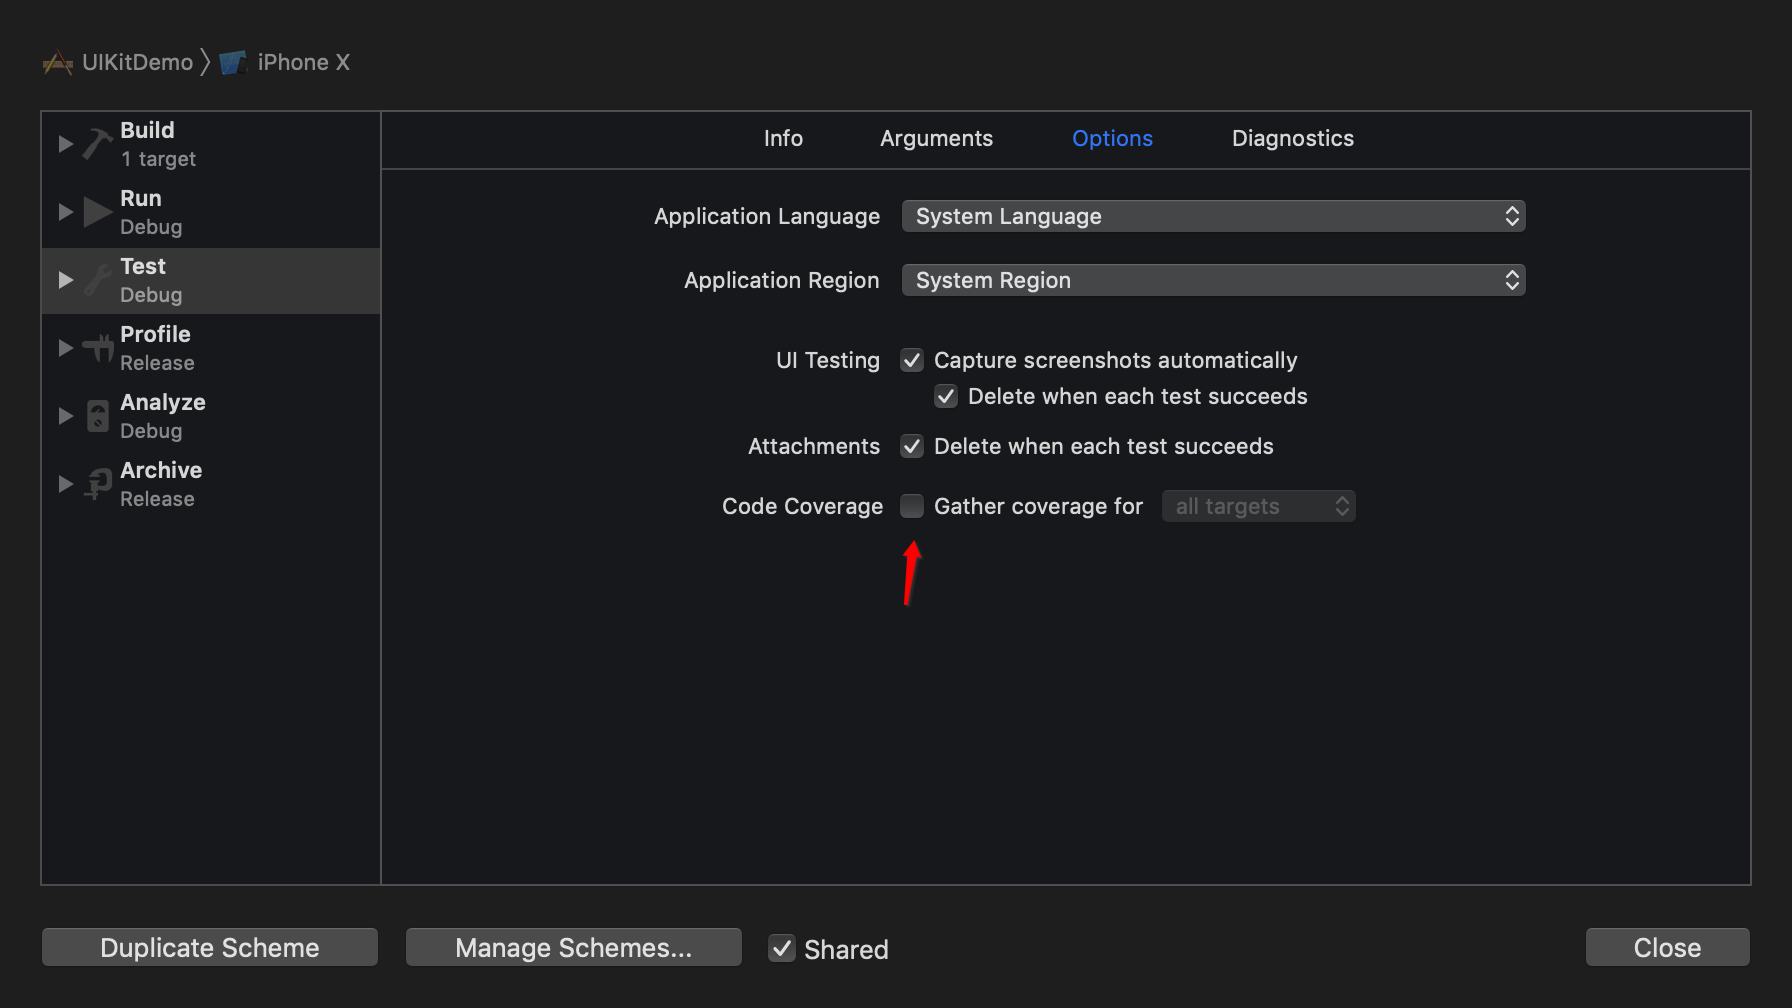 UIKitDemo
iPhone X
Build
1 target
Run
Debug
Test
Debug
Profile
Release
Analyze
Debug
Archive
Release
Info Arguments Options Diagnostics
Application Language System Language
Application Region System Region
UI Testing Capture screenshots automatically
Delete when each test succeeds
Attachments Delete when each test succeeds
Code Coverage Gather coverage for all targets
Duplicate Scheme Manage Schemes... Shared Close